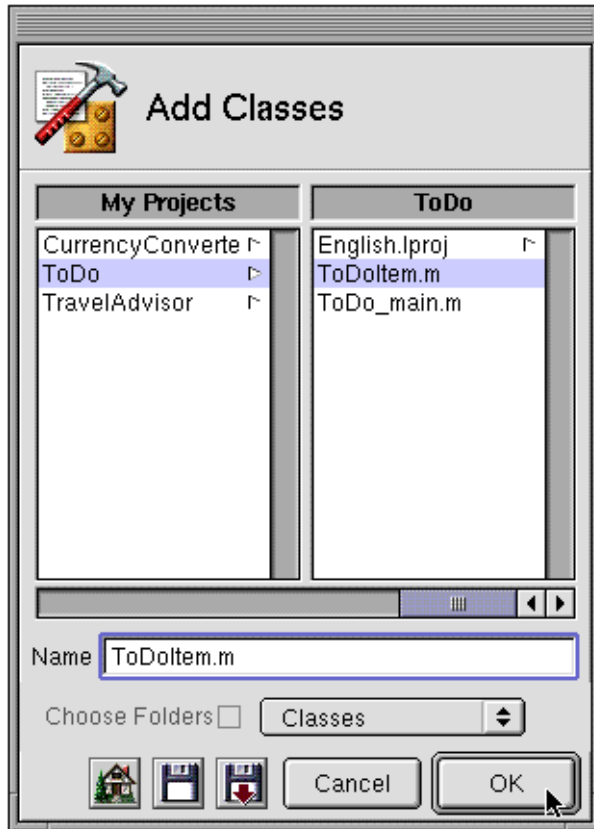 Add Classes
My Projects
ToDo
CurrencyConverte
ToDo
TravelAdvisor
English.lproj
ToDoItem.m
ToDo_main.m
Name ToDoItem.m
Choose Folders Classes
Cancel OK